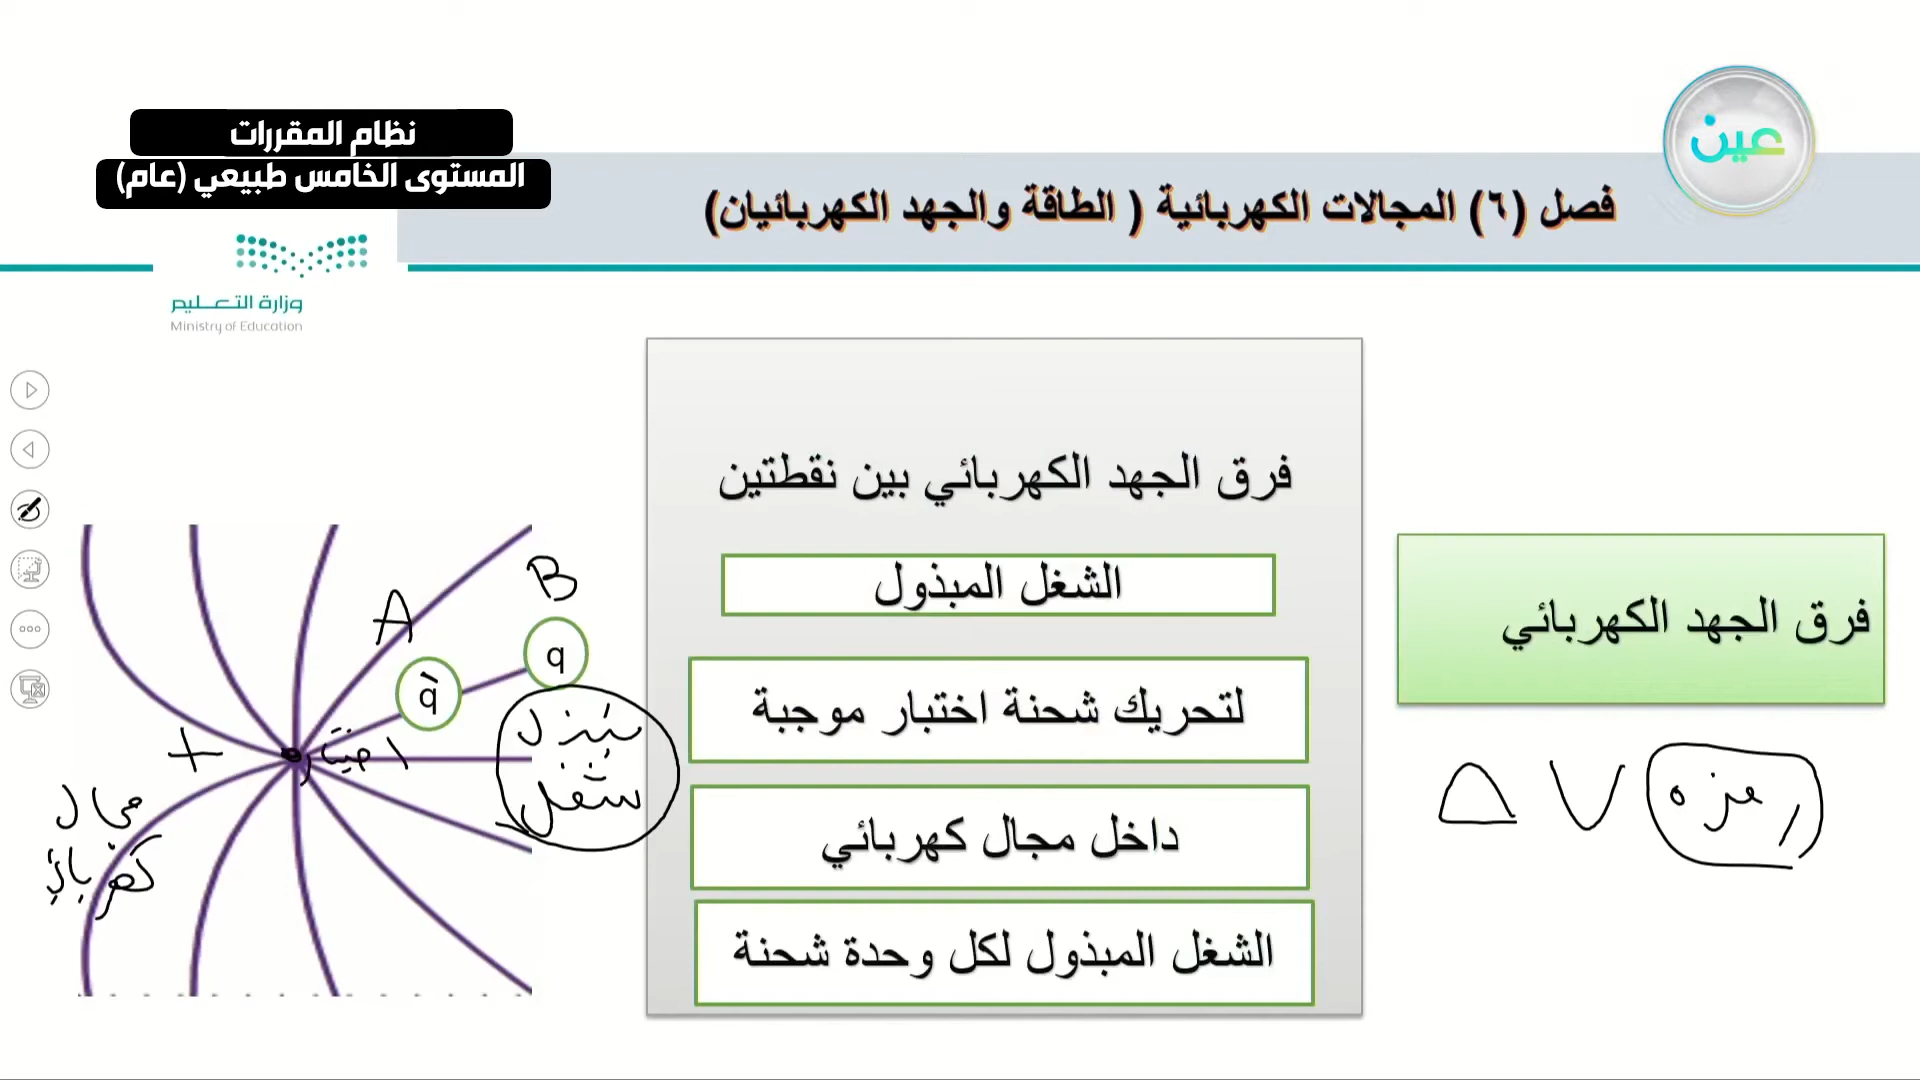 عين
نظام المقررات
المستوى الخامس طبيعي (عام)
فصل (٦) المجالات الكهربائية ( الطاقة والجهد الكهربائيان)
وزارة التعليم
Ministry of Education
فرق الجهد الكهربائي
رمزه ΔV
فرق الجهد الكهربائي بين نقطتين
الشغل المبذول
لتحريك شحنة اختبار موجبة
داخل مجال كهربائي
الشغل المبذول لكل وحدة شحنة
B
A
q
q̀
شغل
+
مجال
كهربائي